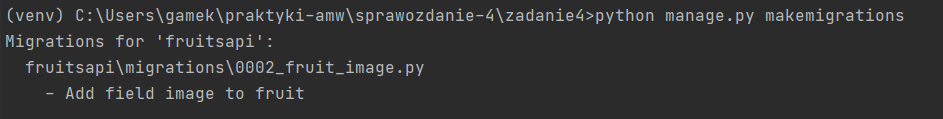 (venv) C:\Users\gamek\praktyki-amw\sprawozdanie-4\zadanie4>python manage.py makemigrations
Migrations for 'fruitsapi':
  fruitsapi\migrations\0002_fruit_image.py
    - Add field image to fruit